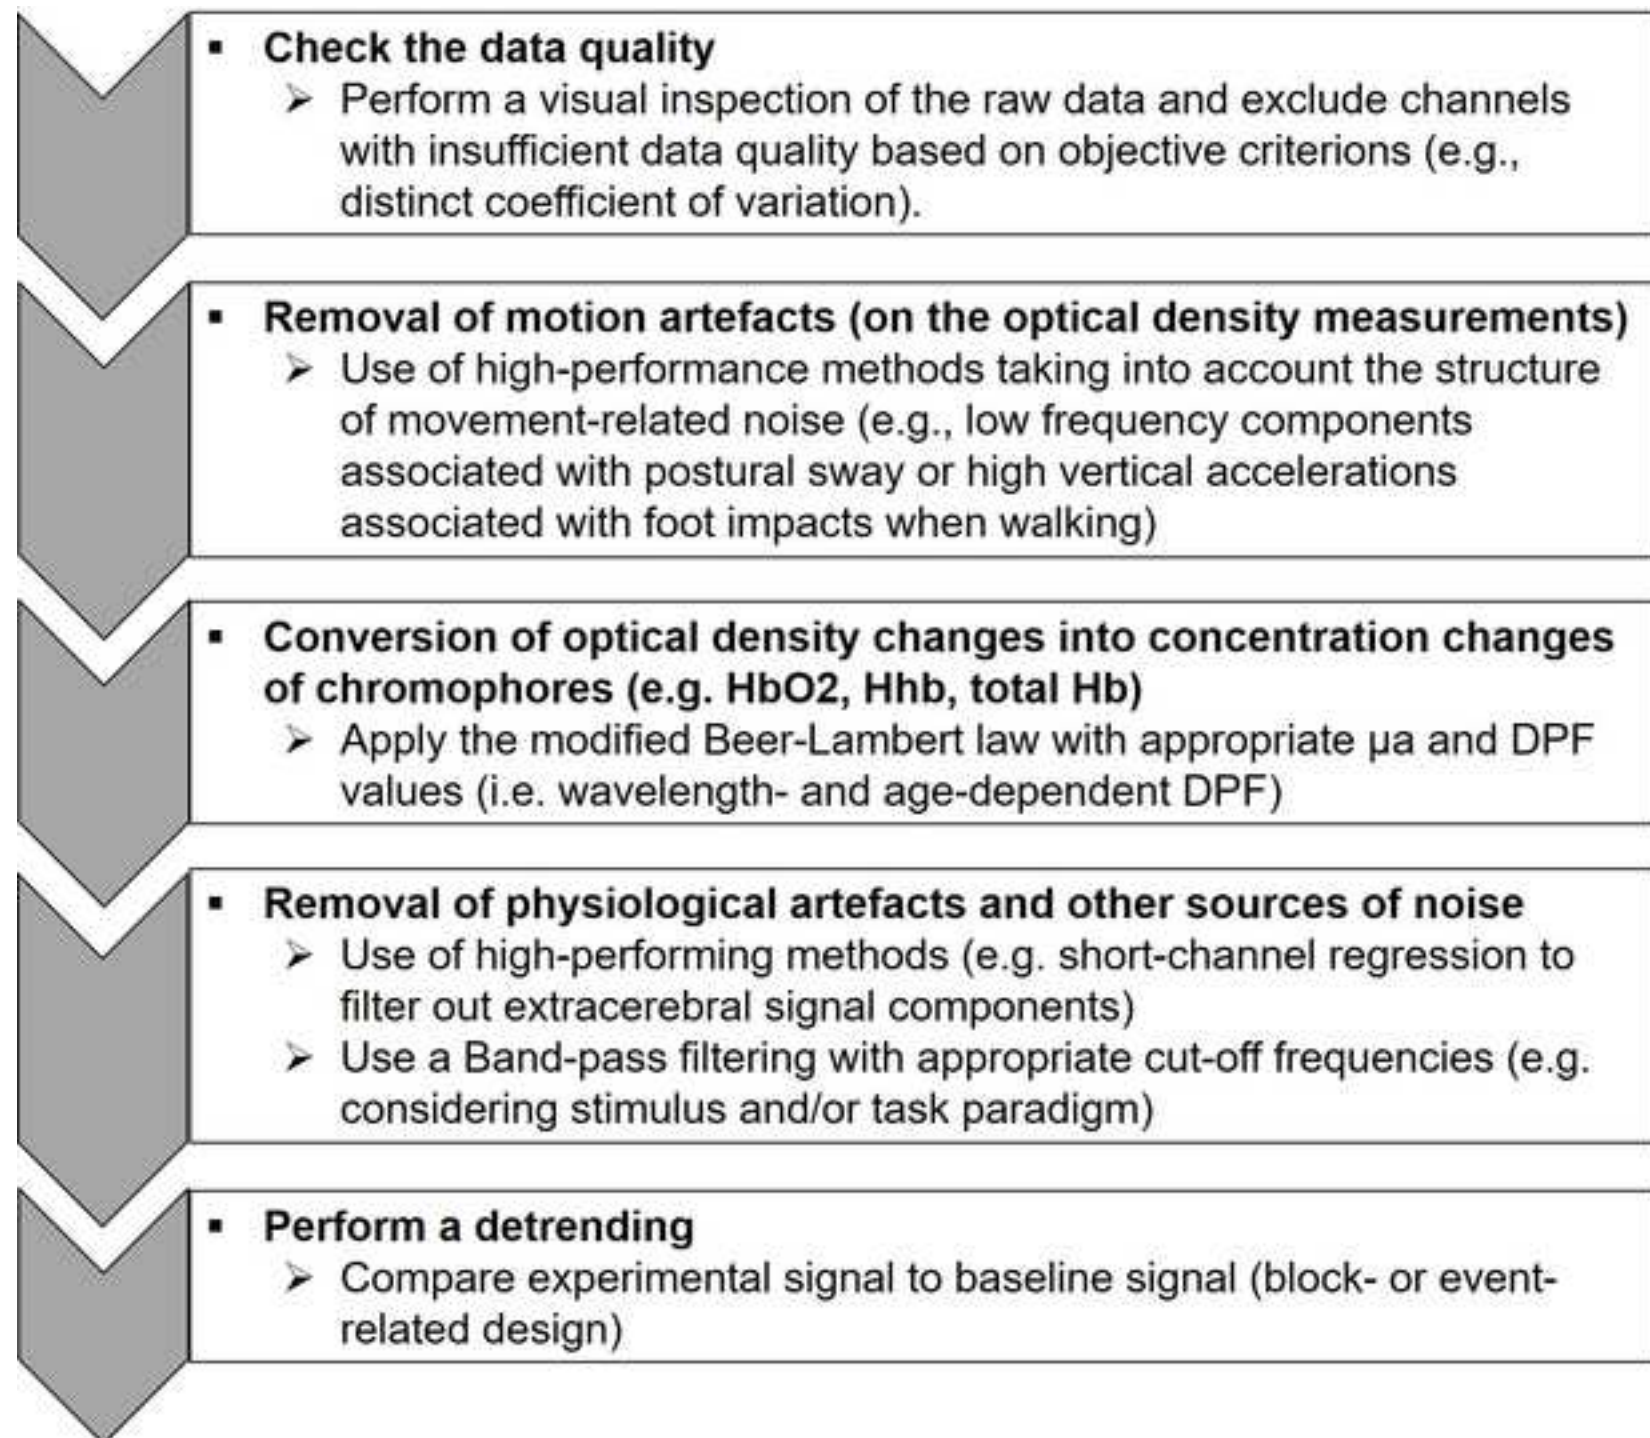 ▪ Check the data quality
➢ Perform a visual inspection of the raw data and exclude channels
with insufficient data quality based on objective criterions (e.g.,
distinct coefficient of variation).
▪ Removal of motion artefacts (on the optical density measurements)
➢ Use of high-performance methods taking into account the structure
of movement-related noise (e.g., low frequency components
associated with postural sway or high vertical accelerations
associated with foot impacts when walking)
▪ Conversion of optical density changes into concentration changes
of chromophores (e.g. HbO2, Hhb, total Hb)
➢ Apply the modified Beer-Lambert law with appropriate µa and DPF
values (i.e. wavelength- and age-dependent DPF)
▪ Removal of physiological artefacts and other sources of noise
➢ Use of high-performing methods (e.g. short-channel regression to
filter out extracerebral signal components)
➢ Use a Band-pass filtering with appropriate cut-off frequencies (e.g.
considering stimulus and/or task paradigm)
▪ Perform a detrending
➢ Compare experimental signal to baseline signal (block- or event-
related design)